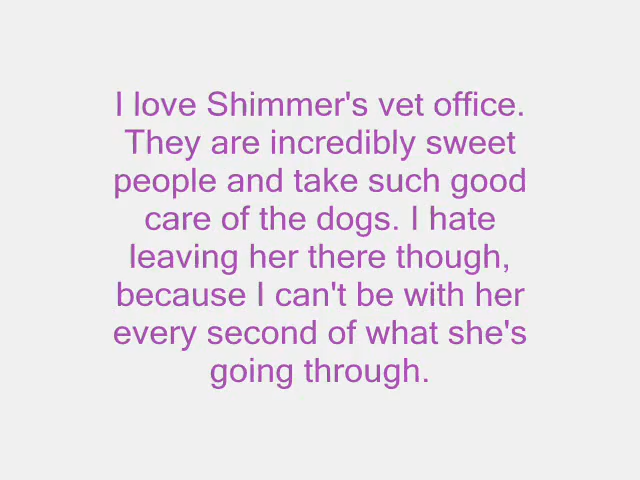 I love Shimmer's vet office.
They are incredibly sweet
people and take such good
care of the dogs. I hate
leaving her there though,
because I can't be with her
every second of what she's
going through.